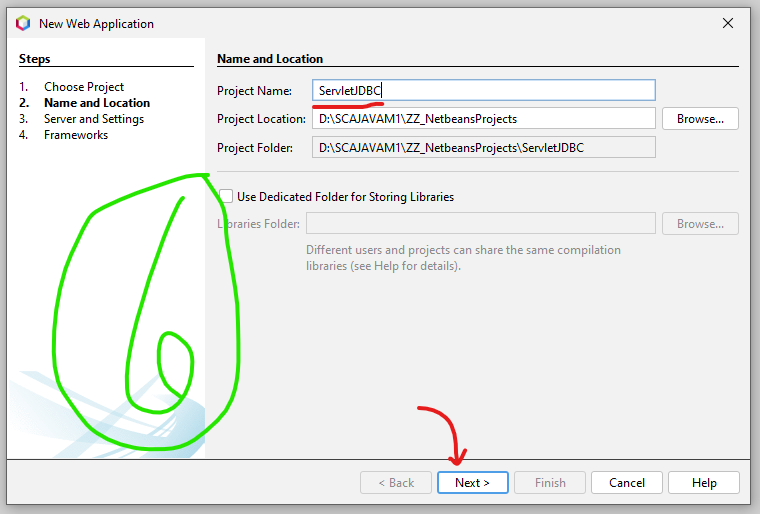 New Web Application
Steps
1. Choose Project
2. Name and Location
3. Server and Settings
4. Frameworks
Name and Location
Project Name: ServletJDBC
Project Location: D:\SCAJAVAM1\ZZ_NetbeansProjects Browse...
Project Folder: D:\SCAJAVAM1\ZZ_NetbeansProjects\ServletJDBC
Use Dedicated Folder for Storing Libraries
Libraries Folder: Browse...
Different users and projects can share the same compilation
libraries (see Help for details).
6
< Back Next > Finish Cancel Help